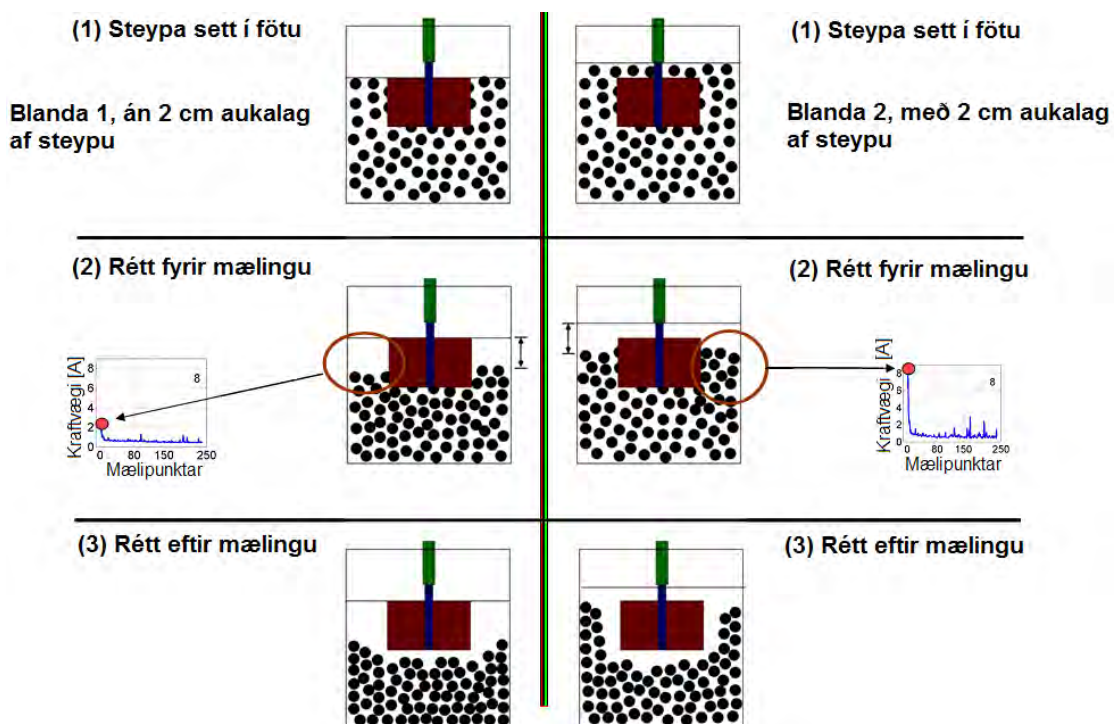 (1) Steypa sett í fötu
Blanda 1, án 2 cm aukalag
af steypu
(1) Steypa sett í fötu
Blanda 2, með 2 cm aukalag
af steypu
(2) Rétt fyrir mælingu
Kraftvægi [A]
8
6
4
2
0
8
0 80 160 250
Mælipunktar
(2) Rétt fyrir mælingu
Kraftvægi [A]
8
6
4
2
0
8
0 80 150 250
Mælipunktar
(3) Rétt eftir mælingu
(3) Rétt eftir mælingu